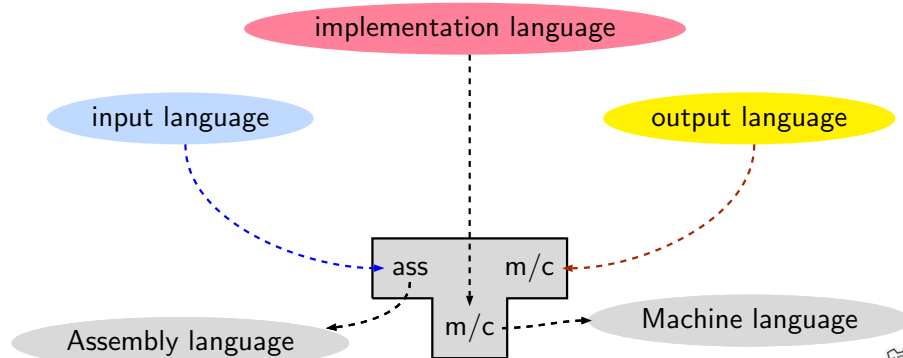 implementation language
input language
output language
ass m/c
m/c
Machine language
Assembly language